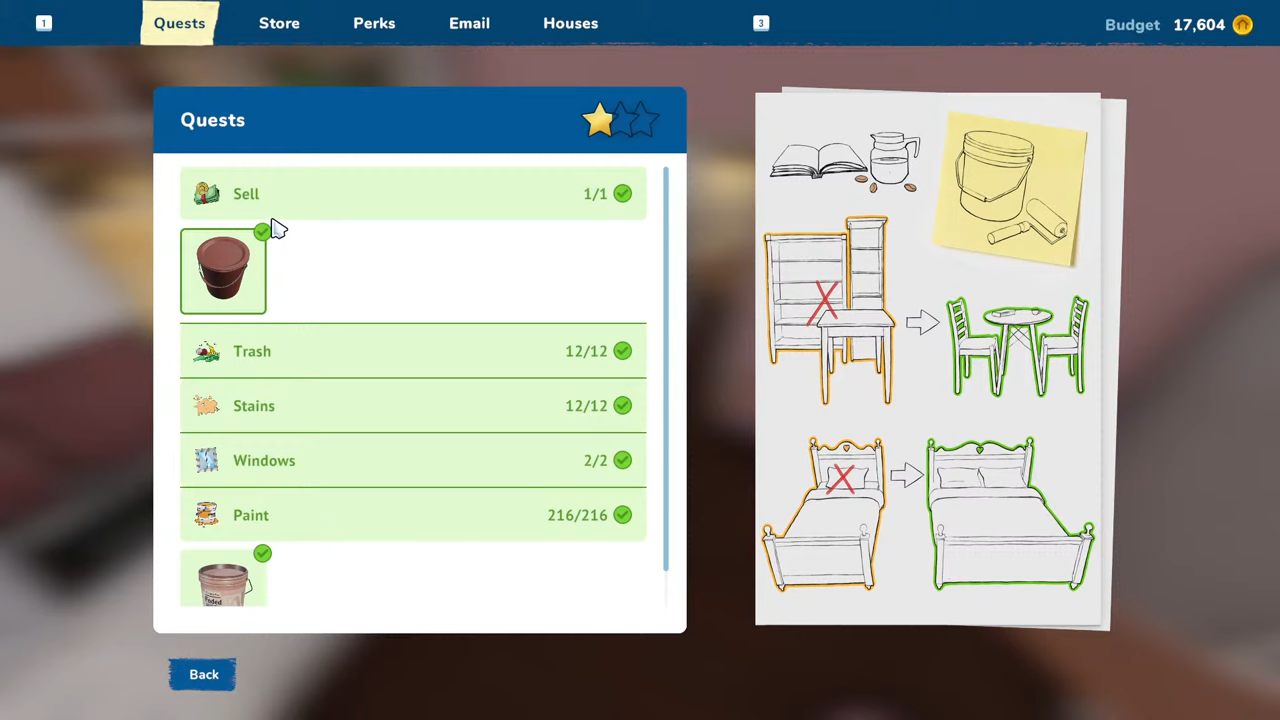 1
Quests
Store
Perks
Email
Houses
3
Budget 17,604
Quests
Sell 1/1
Trash 12/12
Stains 12/12
Windows 2/2
Paint 216/216
Faded
Back